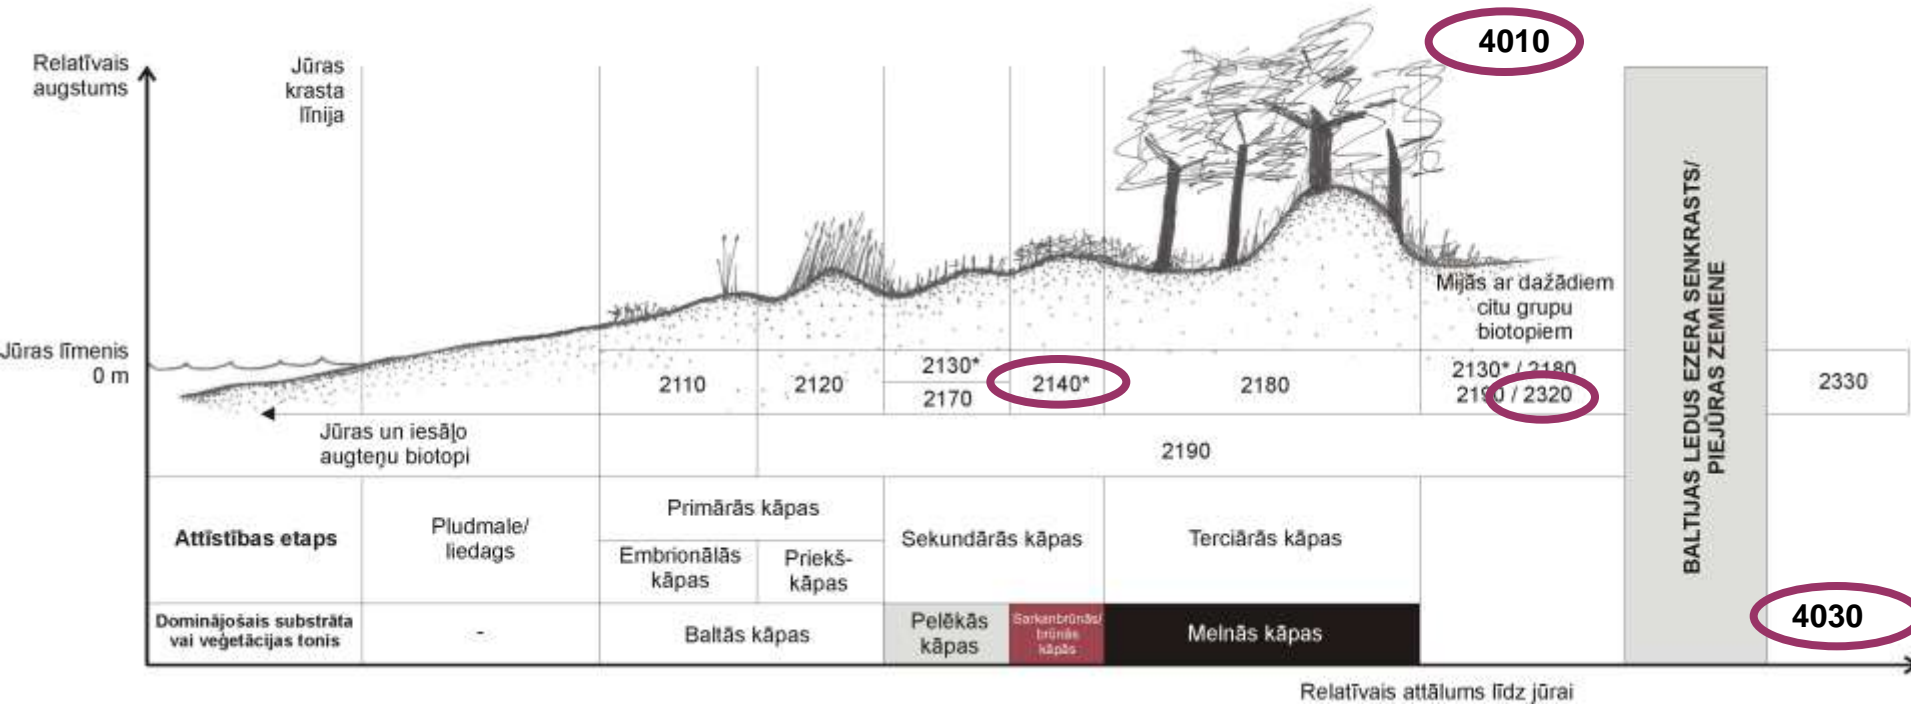 4010
Relatīvais
augstums
Jūras
krasta
līnija
Mijās ar dažādiem
citu grupu
biotopiem
Jūras līmenis
0 m
2110
2120
2130*
2170
2140*
2180
2130* / 2180
2190 / 2320
2330
BALTIJAS LEDUS EZERA SENKRASTS/
PIEJŪRAS ZEMIENE
Jūras un iesāļo
augteņu biotopi
2190
Attīstības etaps
Pludmale/
liedags
Primārās kāpas
Embrionālās
kāpas
Priekš-
kāpas
Sekundārās kāpas
Terciārās kāpas
Dominējošais substrāta
vai veģetācijas tonis
-
Baltās kāpas
Pelēkās
kāpas
Sarkanbrūnās/
brūnās
kāpās
Melnās kāpas
4030
Relatīvais attālums līdz jūrai